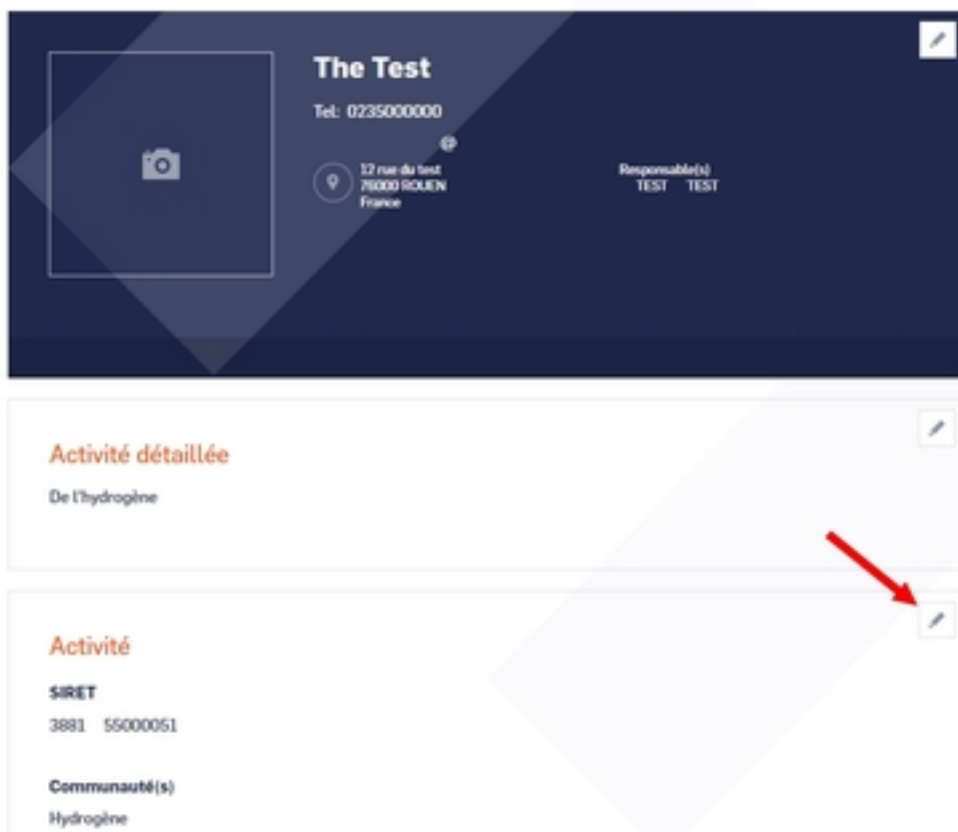 The Test
Tel: 0235000000
@
12 rue du test
76000 ROUEN
France
Responsable(s)
TEST TEST
Activité détaillée
De l'hydrogène
Activité
SIRET
3881 55000051
Communauté(s)
Hydrogène